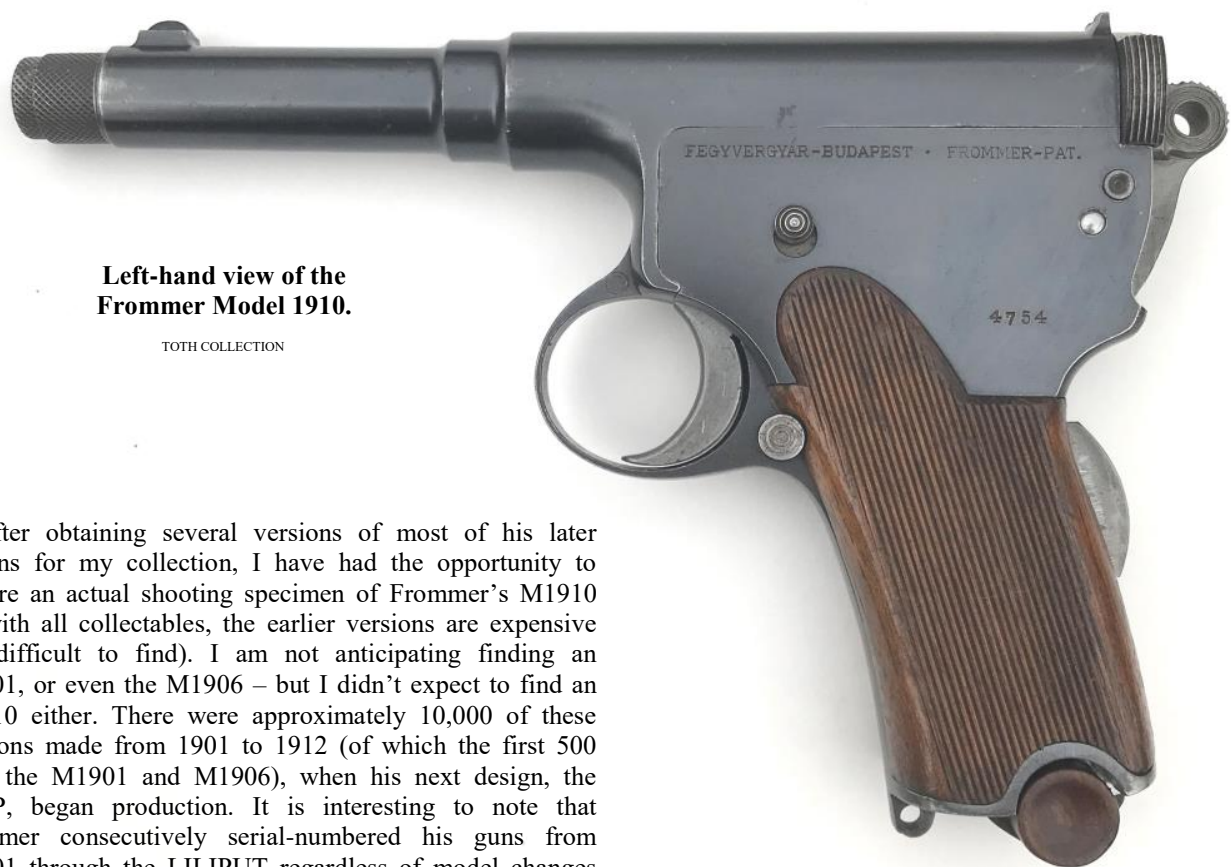 FEGYVERGYÁR-BUDAPEST · FROMMER-PAT.
4754
Left-hand view of the
Frommer Model 1910.
TOTH COLLECTION
fter obtaining several versions of most of his later
ns for my collection, I have had the opportunity to
re an actual shooting specimen of Frommer’s M1910
with all collectables, the earlier versions are expensive
difficult to find). I am not anticipating finding an
01, or even the M1906 – but I didn’t expect to find an
10 either. There were approximately 10,000 of these
ons made from 1901 to 1912 (of which the first 500
the M1901 and M1906), when his next design, the
P, began production. It is interesting to note that
mer consecutively serial-numbered his guns from
01 through the LILIPUT regardless of model changes